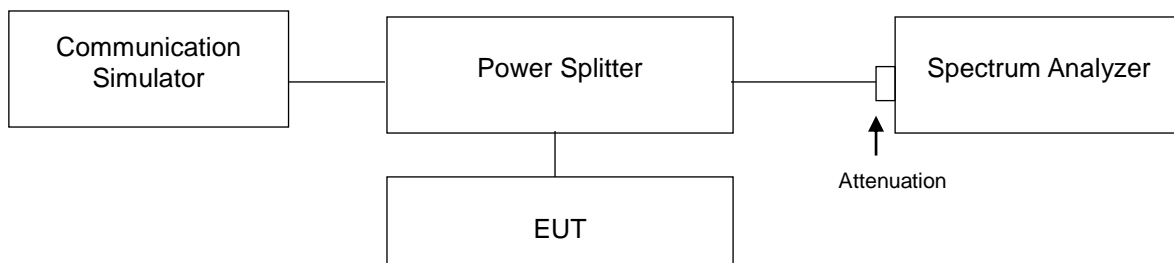 Communication
Simulator
Power Splitter
Spectrum Analyzer
Attenuation
EUT